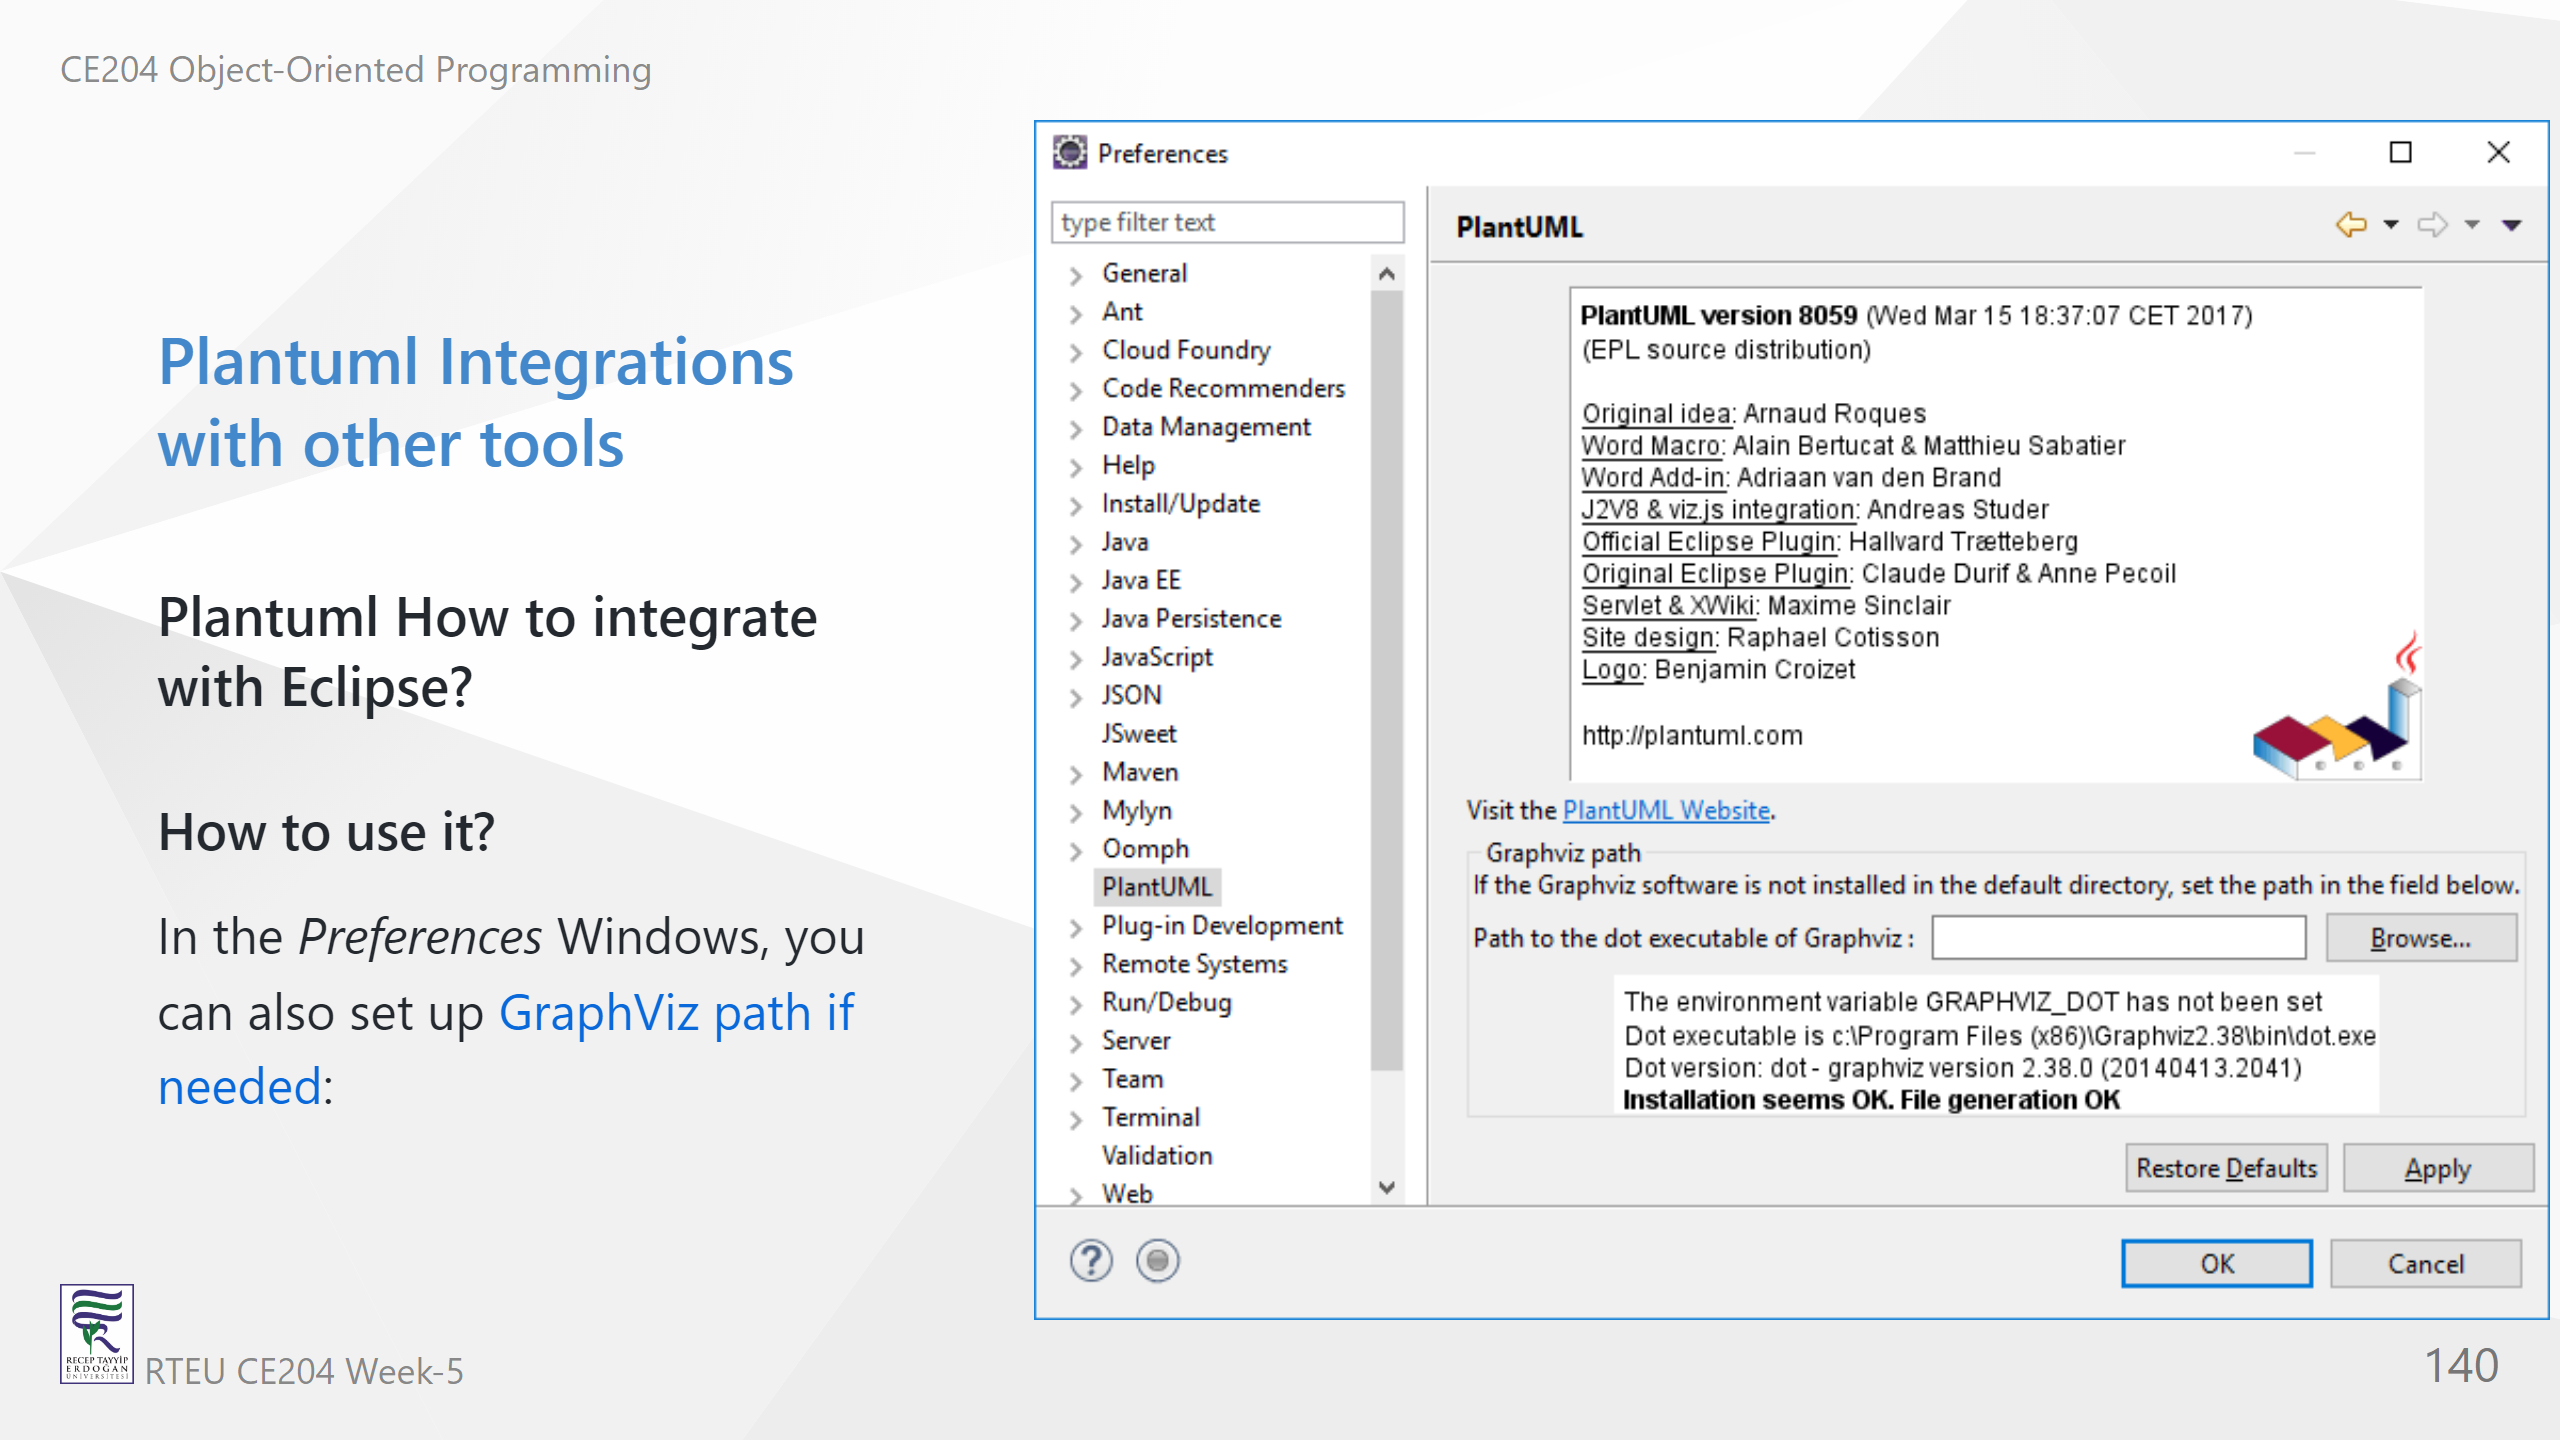 CE204 Object-Oriented Programming
Plantuml Integrations
with other tools
Plantuml How to integrate
with Eclipse?
How to use it?
In the Preferences Windows, you
can also set up GraphViz path if
needed:
Preferences
type filter text
General
Ant
Cloud Foundry
Code Recommenders
Data Management
Help
Install/Update
Java
Java EE
Java Persistence
JavaScript
JSON
JSweet
Maven
Mylyn
Oomph
PlantUML
Plug-in Development
Remote Systems
Run/Debug
Server
Team
Terminal
Validation
Web
PlantUML
PlantUML version 8059 (Wed Mar 15 18:37:07 CET 2017)
(EPL source distribution)
Original idea: Arnaud Roques
Word Macro: Alain Bertucat & Matthieu Sabatier
Word Add-in: Adriaan van den Brand
J2V8 & viz.js integration: Andreas Studer
Official Eclipse Plugin: Hallvard Trætteberg
Original Eclipse Plugin: Claude Durif & Anne Pecoil
Servlet & XWiki: Maxime Sinclair
Site design: Raphael Cotisson
Logo: Benjamin Croizet
http://plantuml.com
Visit the PlantUML Website.
Graphviz path
If the Graphviz software is not installed in the default directory, set the path in the field below.
Path to the dot executable of Graphviz :
Browse...
The environment variable GRAPHVIZ_DOT has not been set
Dot executable is c:\Program Files (x86)\Graphviz2.38\bin\dot.exe
Dot version: dot - graphviz version 2.38.0 (20140413.2041)
Installation seems OK. File generation OK
Restore Defaults
Apply
OK
Cancel
RECEP TAYYİP
ERDOĞAN
ÜNİVERSİTESİ
RTEU CE204 Week-5
140